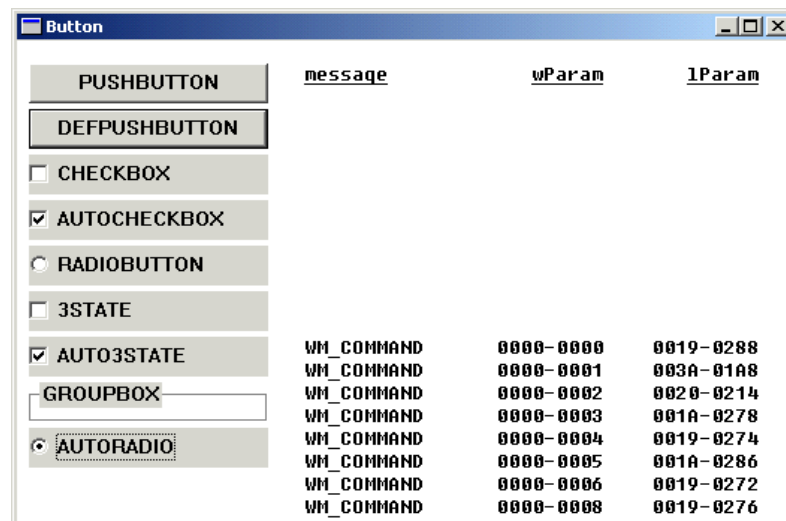 Button
PUSHBUTTON
DEFPUSHBUTTON
CHECKBOX
AUTOCHECKBOX
RADIOBUTTON
3STATE
AUTO3STATE
GROUPBOX
AUTORADIO
message wParam lParam
WM_COMMAND 0000-0000 0019-0288
WM_COMMAND 0000-0001 003A-01A8
WM_COMMAND 0000-0002 0020-0214
WM_COMMAND 0000-0003 001A-0278
WM_COMMAND 0000-0004 0019-0274
WM_COMMAND 0000-0005 001A-0286
WM_COMMAND 0000-0006 0019-0272
WM_COMMAND 0000-0008 0019-0276